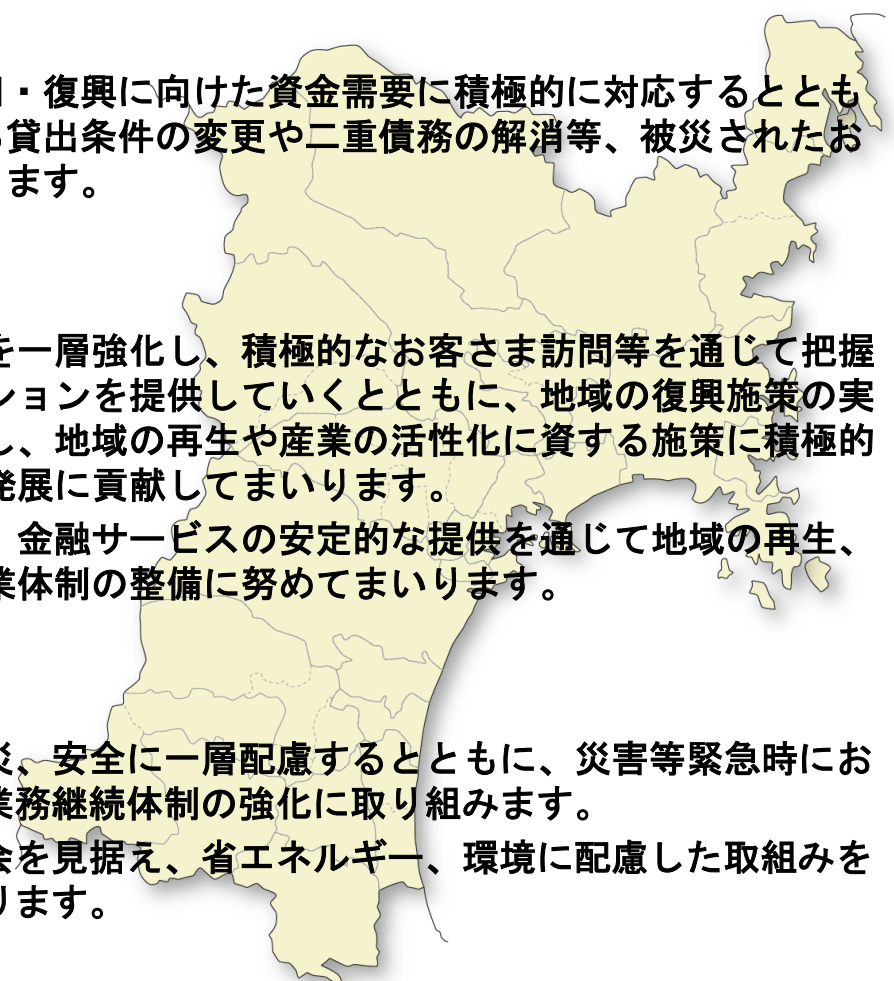 ・復興に向けた資金需要に積極的に対応するととも
貸出条件の変更や二重債務の解消等、被災されたお
ます。
を一層強化し、積極的なお客さま訪問等を通じて把握
ションを提供していくとともに、地域の復興施策の実
し、地域の再生や産業の活性化に資する施策に積極的
発展に貢献してまいります。
金融サービスの安定的な提供を通じて地域の再生、
業体制の整備に努めてまいります。
災、安全に一層配慮するとともに、災害等緊急時にお
業務継続体制の強化に取り組みます。
会を見据え、省エネルギー、環境に配慮した取組みを
ります。